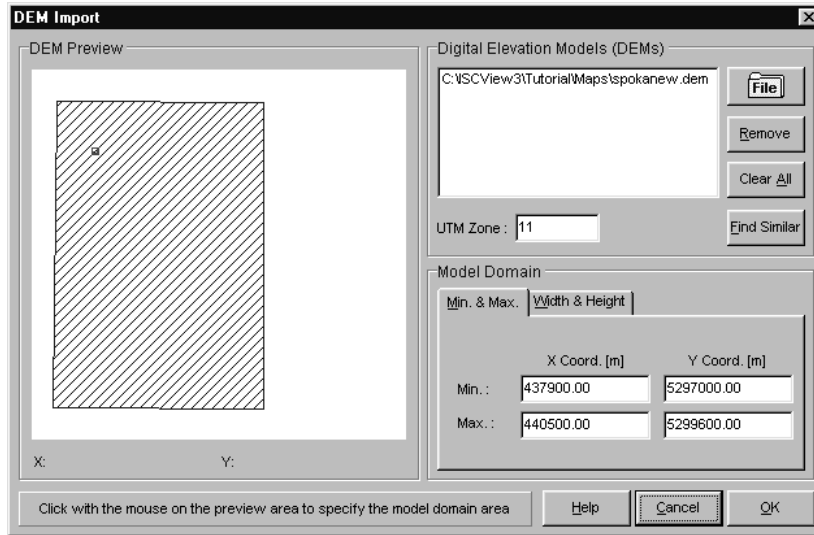 DEM Import
DEM Preview
X:
Y:
Digital Elevation Models (DEMs)
C:\ISCView3\Tutorial\Maps\spokanew.dem
File
Remove
Clear All
UTM Zone :
11
Find Similar
Model Domain
Min. & Max.
Width & Height
X Coord. [m]
Y Coord. [m]
Min. :
437900.00
5297000.00
Max. :
440500.00
5299600.00
Click with the mouse on the preview area to specify the model domain area
Help
Cancel
OK